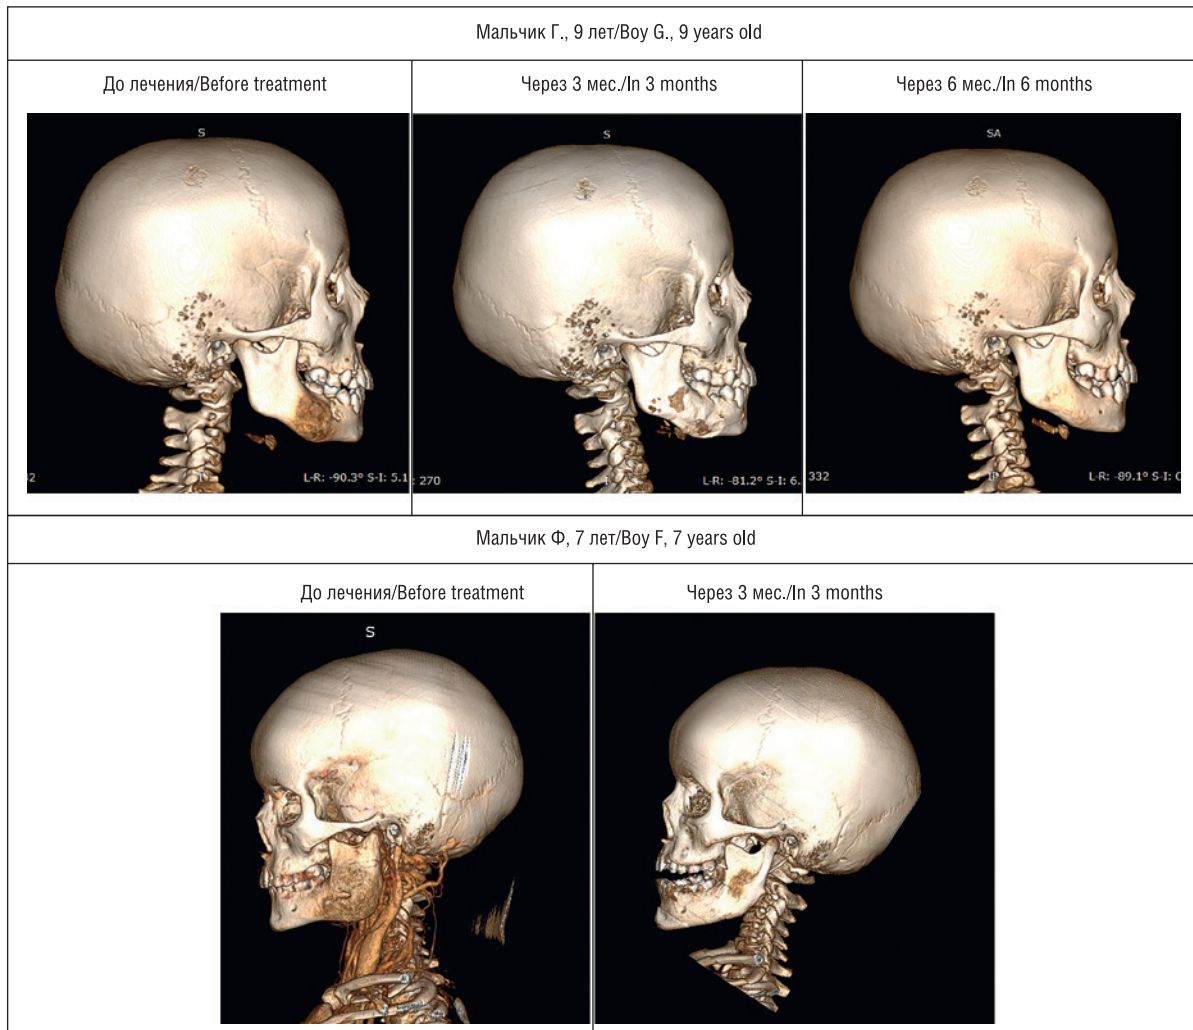 Мальчик Г., 9 лет/Boy G., 9 years old
До лечения/Before treatment
Через 3 мес./In 3 months
Через 6 мес./In 6 months
S
S
SA
L-R: -90.3° S-I: 5.1
: 270
L-R: -81.2° S-I: 6.
332
L-R: -89.1° S-I:
Мальчик Ф, 7 лет/Boy F, 7 years old
До лечения/Before treatment
Через 3 мес./In 3 months
S